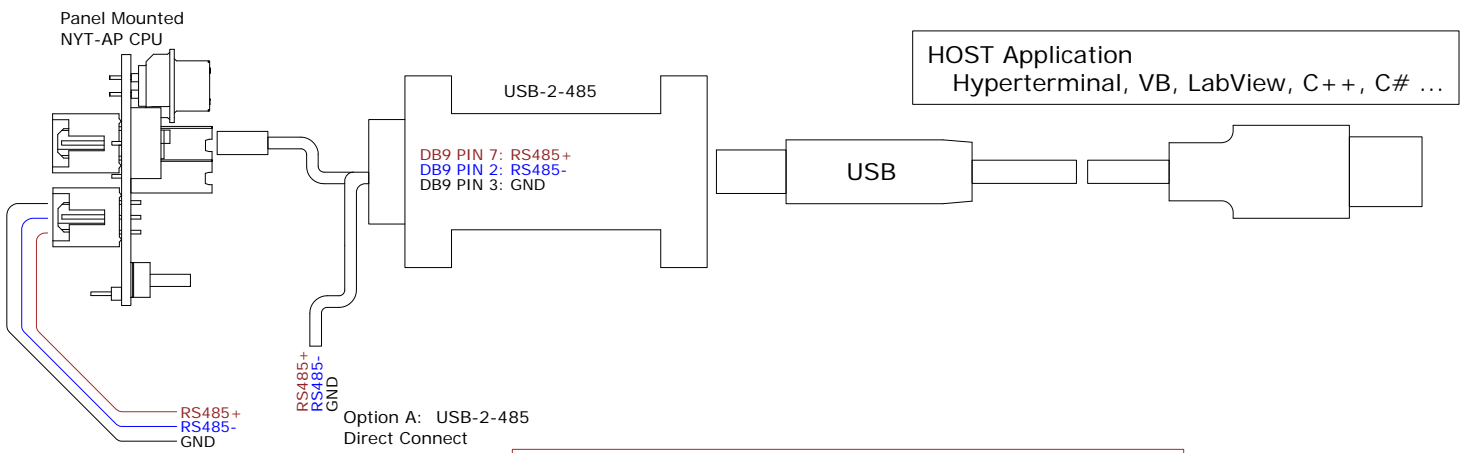 Panel Mounted
NYT-AP CPU
HOST Application
Hyperterminal, VB, LabView, C++, C# ...
USB-2-485
DB9 PIN 7: RS485+
DB9 PIN 2: RS485-
DB9 PIN 3: GND
USB
RS485+
RS485-
GND
RS485+
RS485-
GND
Option A: USB-2-485
Direct Connect